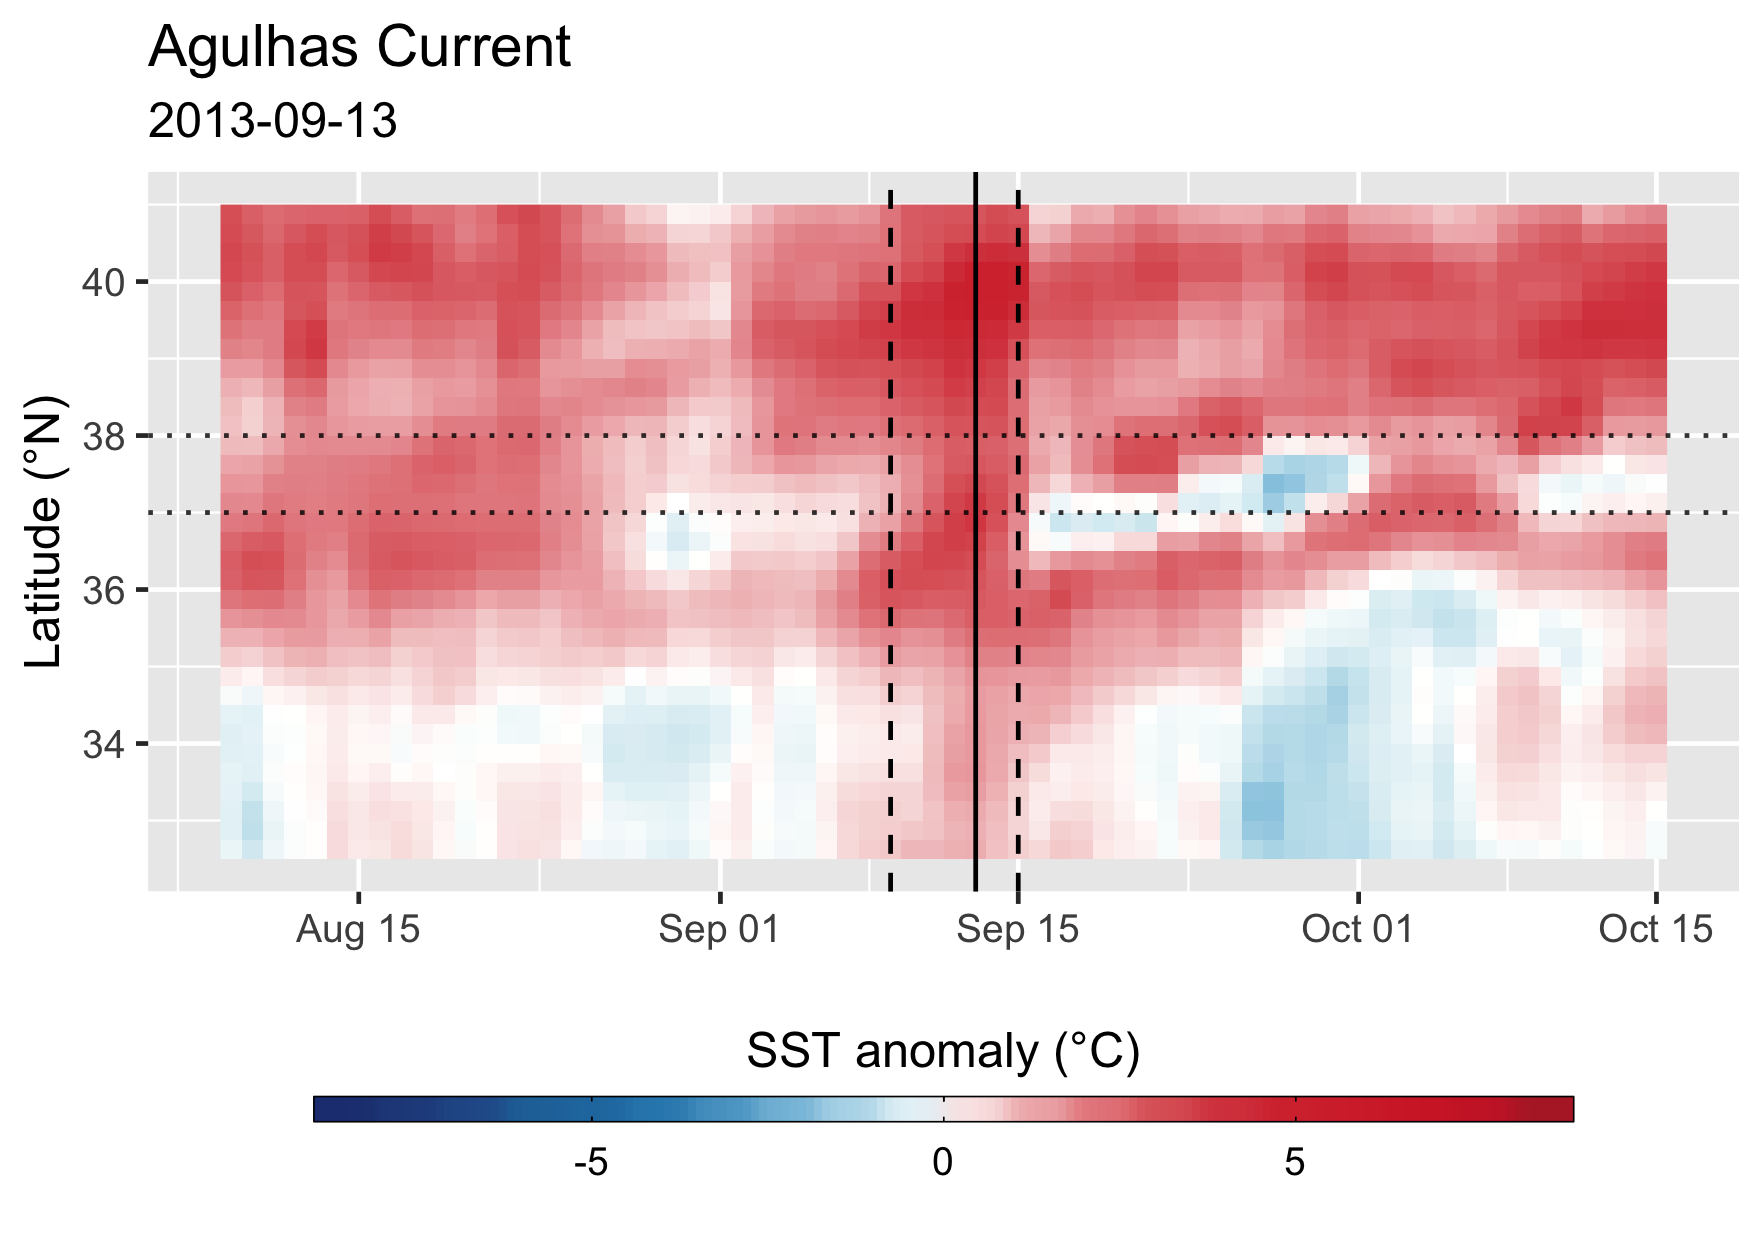 Agulhas Current
2013-09-13
Latitude (°N)
40
38
36
34
Aug 15 Sep 01 Sep 15 Oct 01 Oct 15
SST anomaly (°C)
-5 0 5